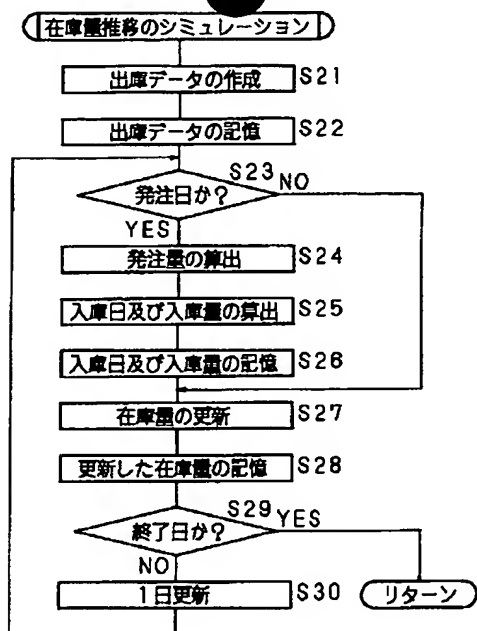 在庫量推移のシミュレーション
出庫データの作成 S21
出庫データの記憶 S22
S23 NO
発注日か?
YES
発注量の算出 S24
入庫日及び入庫量の算出 S25
入庫日及び入庫量の記憶 S26
在庫量の更新 S27
更新した在庫量の記憶 S28
S29 YES
終了日か?
NO
1日更新 S30 リターン